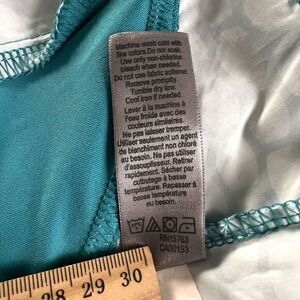 Machine wash cold with
like colors.Do not soak.
Use only non-chlorine
bleach when needed.
Do not use fabric softener.
Remove promptly.
Tumble dry low.
Cool iron if needed.
Laver à la machine à
l'eau froide avec des
couleurs similaires.
Ne pas laisser tremper.
Utiliser seulement un agent
de blanchiment non chloré
au besoin. Ne pas utiliser
d'assouplisseur. Retirer
rapidement. Sécher par
culbutage à basse
température. Repasser
à basse température
au besoin.
RN15763
CA00153
28 29 30